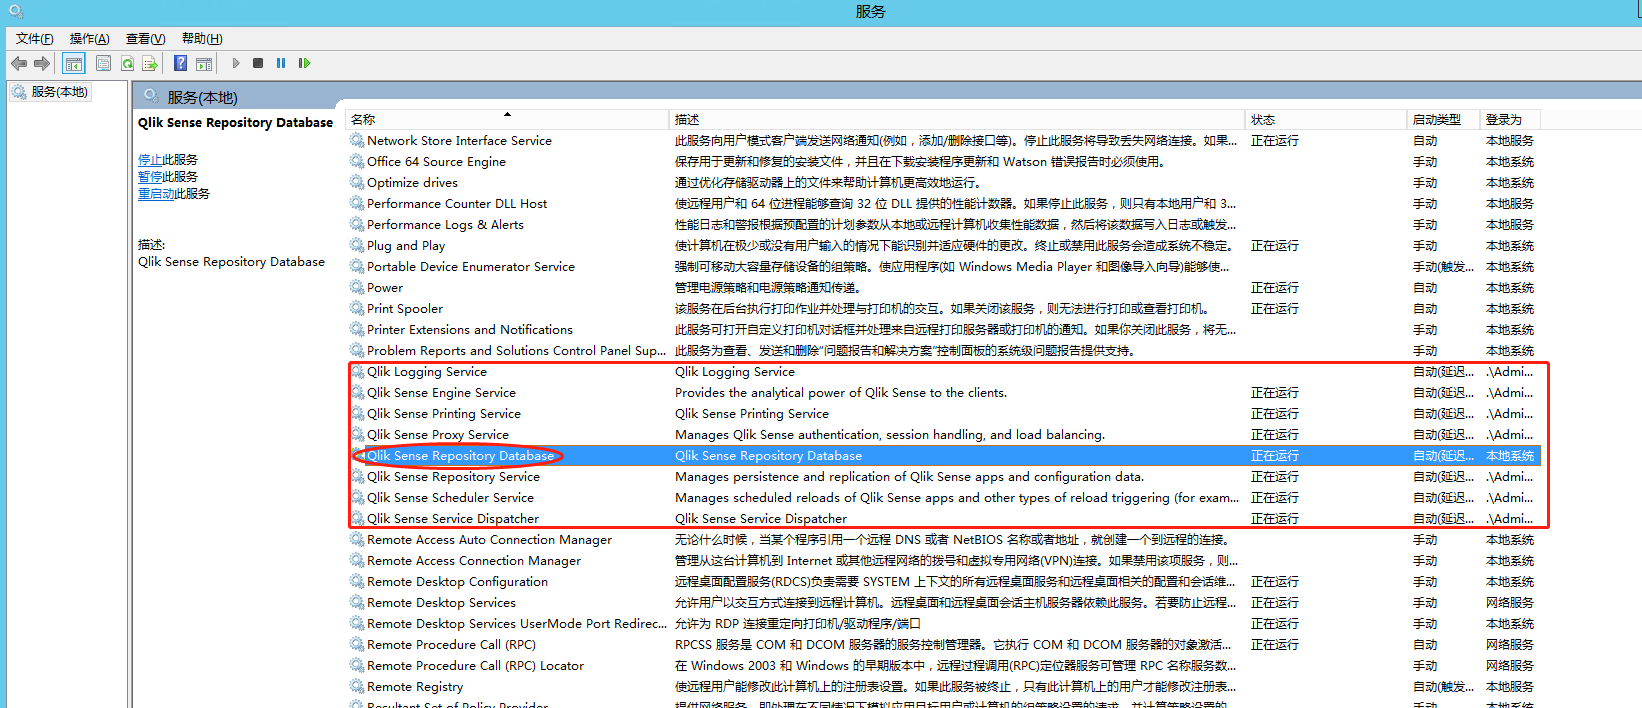 服务
文件(F) 操作(A) 查看(V) 帮助(H)
服务(本地)
服务(本地)
Qlik Sense Repository Database
停止此服务
暂停此服务
重启动此服务
描述:
Qlik Sense Repository Database
名称 描述 状态 启动类型 登录为
Network Store Interface Service 此服务向用户模式客户端发送网络通知(例如，添加/删除接口等)。停止此服务将导致丢失网络连接。如果... 正在运行 自动 本地服务
Office 64 Source Engine 保存用于更新和修复的安装文件，并且在下载安装程序更新和 Watson 错误报告时必须使用。 手动 本地系统
Optimize drives 通过优化存储驱动器上的文件来帮助计算机更高效地运行。 手动 本地系统
Performance Counter DLL Host 使远程用户和 64 位进程能够查询 32 位 DLL 提供的性能计数器。如果停止此服务，则只有本地用户和 3... 手动 本地服务
Performance Logs & Alerts 性能日志和警报根据预配置的计划参数从本地或远程计算机收集性能数据，然后将该数据写入日志或触发... 手动 本地服务
Plug and Play 使计算机在极少或没有用户输入的情况下能识别并适应硬件的更改。终止或禁用此服务会造成系统不稳定。 正在运行 手动 本地系统
Portable Device Enumerator Service 强制可移动大容量存储设备的组策略。使应用程序(如 Windows Media Player 和图像导入向导)能够使... 手动(触发... 本地系统
Power 管理电源策略和电源策略通知传递。 正在运行 自动 本地系统
Print Spooler 该服务在后台执行打印作业并处理与打印机的交互。如果关闭该服务，则无法进行打印或查看打印机。 正在运行 自动 本地系统
Printer Extensions and Notifications 此服务可打开自定义打印机对话框并处理来自远程打印服务器或打印机的通知。如果你关闭此服务，将无... 手动 本地系统
Problem Reports and Solutions Control Panel Sup... 此服务为查看、发送和删除“问题报告和解决方案”控制面板的系统级问题报告提供支持。 手动 本地系统
Qlik Logging Service Qlik Logging Service 自动(延迟... .\Admi...
Qlik Sense Engine Service Provides the analytical power of Qlik Sense to the clients. 正在运行 自动(延迟... .\Admi...
Qlik Sense Printing Service Qlik Sense Printing Service 正在运行 自动(延迟... .\Admi...
Qlik Sense Proxy Service Manages Qlik Sense authentication, session handling, and load balancing. 正在运行 自动(延迟... .\Admi...
Qlik Sense Repository Database Qlik Sense Repository Database 正在运行 自动(延迟... 本地系统
Qlik Sense Repository Service Manages persistence and replication of Qlik Sense apps and configuration data. 正在运行 自动(延迟... .\Admi...
Qlik Sense Scheduler Service Manages scheduled reloads of Qlik Sense apps and other types of reload triggering (for exam... 正在运行 自动(延迟... .\Admi...
Qlik Sense Service Dispatcher Qlik Sense Service Dispatcher 正在运行 自动(延迟... .\Admi...
Remote Access Auto Connection Manager 无论什么时候，当某个程序引用一个远程 DNS 或者 NetBIOS 名称或者地址，就创建一个到远程的连接。 手动 本地系统
Remote Access Connection Manager 管理从这台计算机到 Internet 或其他远程网络的拨号和虚拟专用网络(VPN)连接。如果禁用该项服务，则... 手动 本地系统
Remote Desktop Configuration 远程桌面配置服务(RDCS)负责需要 SYSTEM 上下文的所有远程桌面服务和远程桌面相关的配置和会话维... 正在运行 手动 本地系统
Remote Desktop Services 允许用户以交互方式连接到远程计算机。远程桌面和远程桌面会话主机服务器依赖此服务。若要防止远程... 正在运行 手动 网络服务
Remote Desktop Services UserMode Port Redirec... 允许为 RDP 连接重定向打印机/驱动程序/端口 正在运行 手动 本地系统
Remote Procedure Call (RPC) RPCSS 服务是 COM 和 DCOM 服务器的服务控制管理器。它执行 COM 和 DCOM 服务器的对象激活... 正在运行 自动 网络服务
Remote Procedure Call (RPC) Locator 在 Windows 2003 和 Windows 的早期版本中，远程过程调用(RPC)定位器服务可管理 RPC 名称服务数... 手动 网络服务
Remote Registry 使远程用户能修改此计算机上的注册表设置。如果此服务被终止，只有此计算机上的用户才能修改注册表... 自动(触发... 本地服务
Resultant Set of Policy Provider 提供网络服务，即处理在不同情况下模拟应用目标用户或计算机的组策略设置的请求，并计算策略设置的... 手动 本地系统